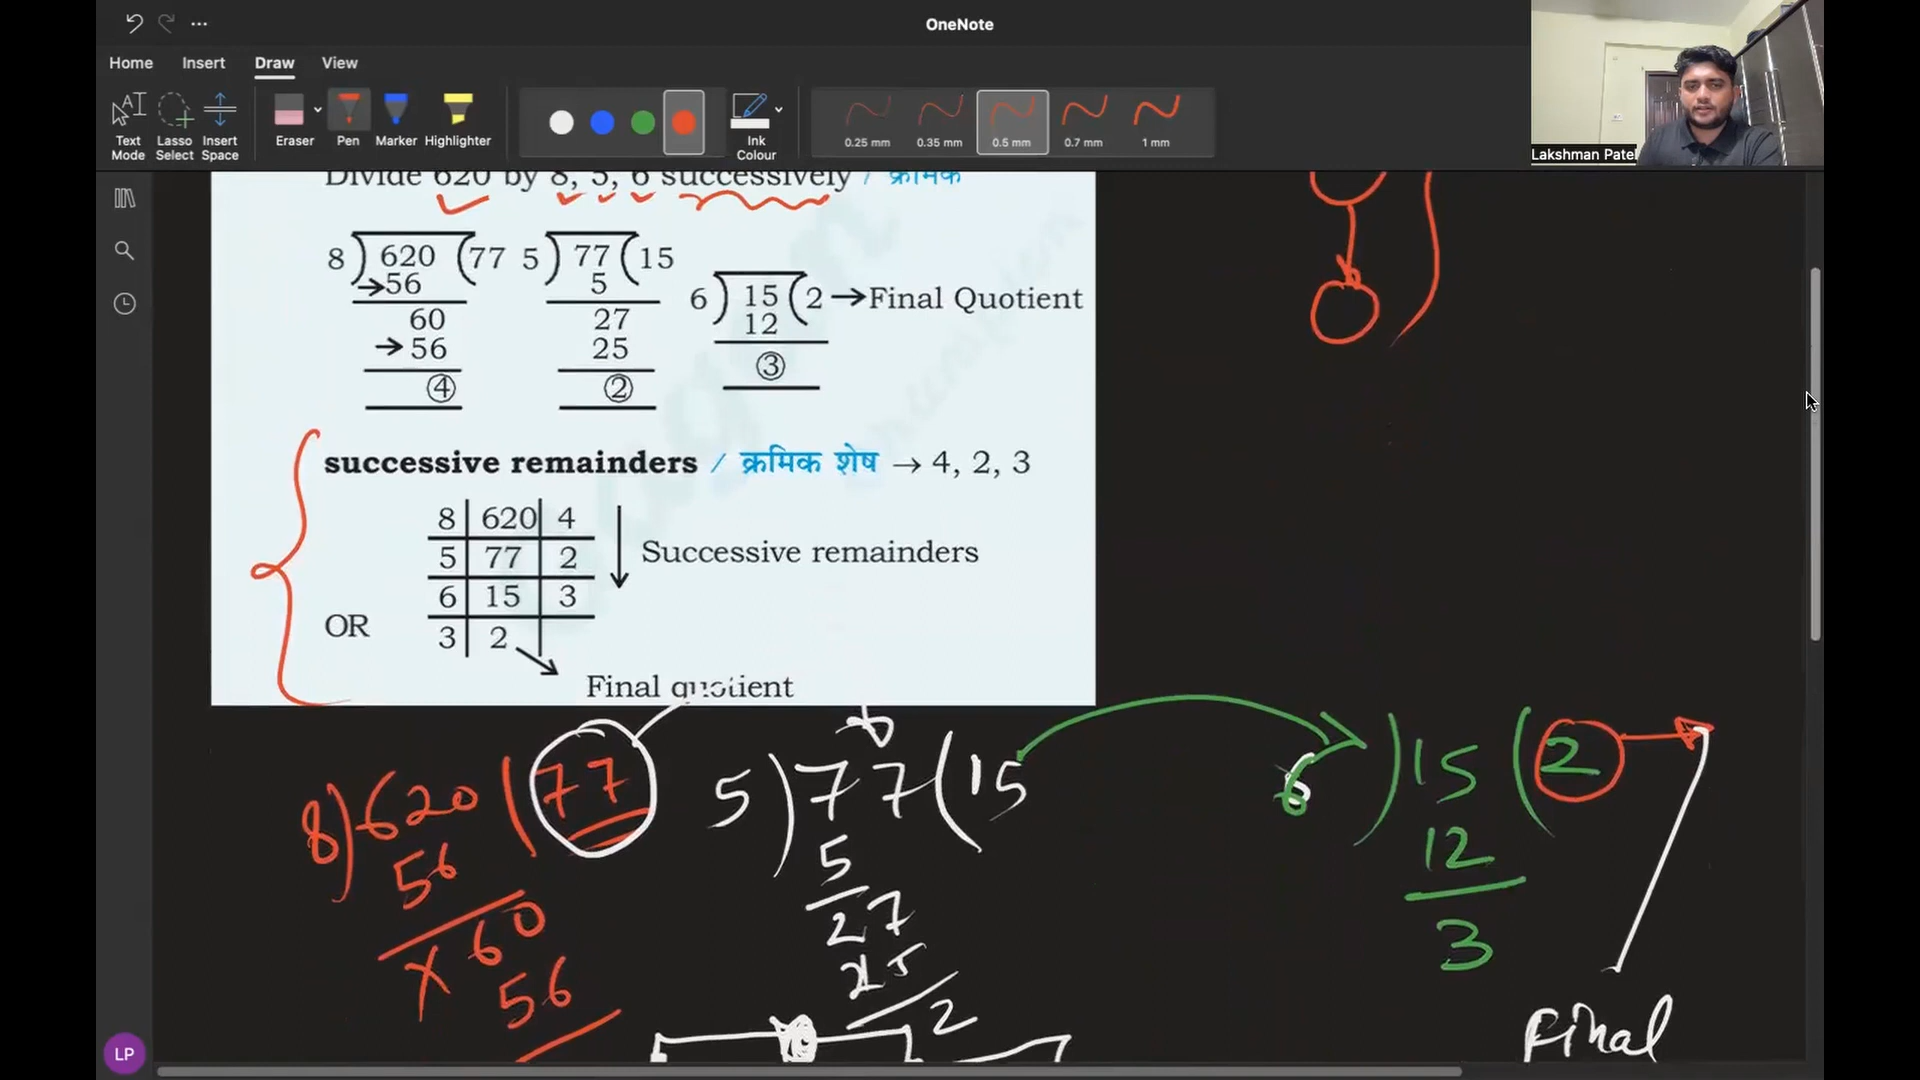 OneNote
Home Insert Draw View
Text Mode
Lasso Select
Insert Space
Eraser
Pen
Marker
Highlighter
Ink Colour
0.25 mm
0.35 mm
0.5 mm
0.7 mm
1 mm
Lakshman Patel
Divide 620 by 8, 5, 6 successively / क्रमिक
8)620(77 5)77(15
56 5 6)15(2→Final Quotient
60 27 12
56 25 3
4 2
successive remainders / क्रमिक शेष → 4, 2, 3
8 620 4
5 77 2 Successive remainders
6 15 3
OR 3 2
Final quotient
8)620(77 5)77(15 6)15(2
56 5 12
x60 27 3
56 25
2
Final
LP